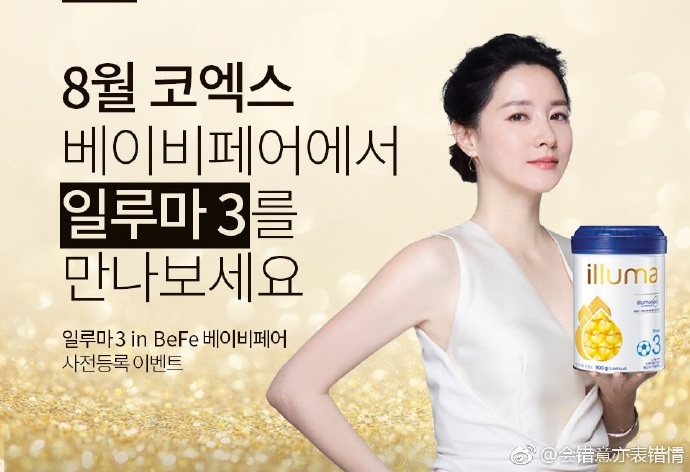 8월 코엑스
베이비페어에서
일루마 3를
만나보세요
일루마 3 in BeFe 베이비페어
사전등록 이벤트
illuma
3
900 g
@会错意亦表错情